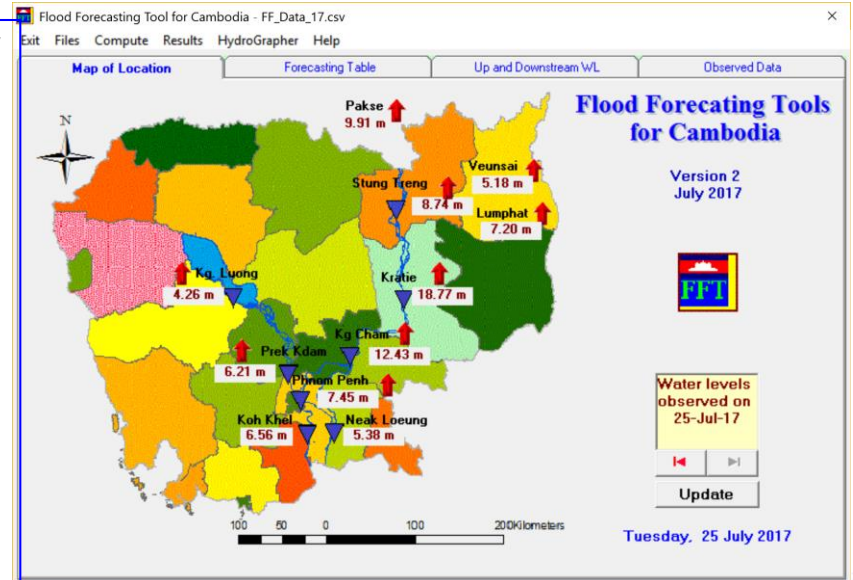 Flood Forecasting Tool for Cambodia - FF_Data_17.csv
Exit Files Compute Results HydroGrapher Help
Map of Location
Forecasting Table
Up and Downstream WL
Observed Data
Flood Forecating Tools
for Cambodia
Version 2
July 2017
FFT
N
Pakse
9.91 m
Veunsai
5.18 m
Stung Treng
8.74 m
Lumphat
7.20 m
Kg. Luong
4.26 m
Kratie
18.77 m
Kg Cham
12.43 m
Prek Kdam
6.21 m
Phnom Penh
7.45 m
Koh Khel
6.56 m
Neak Loeung
5.38 m
100 50 0 100 200Kilometers
Water levels
observed on
25-Jul-17
Update
Tuesday, 25 July 2017